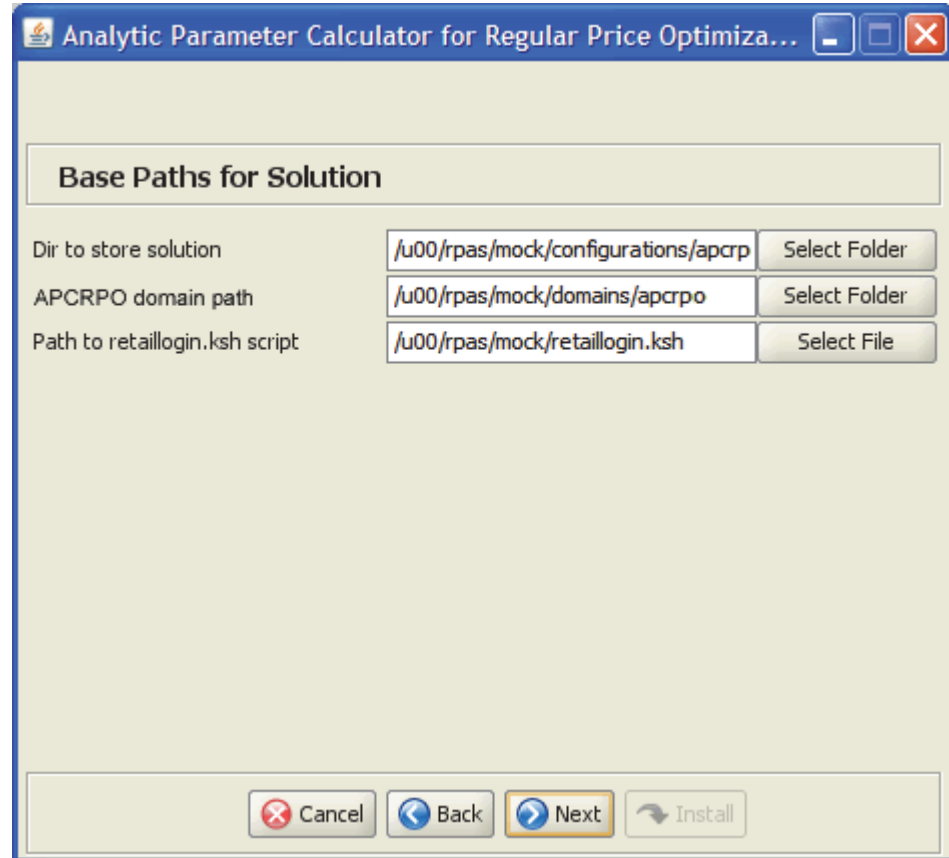 Analytic Parameter Calculator for Regular Price Optimiza...
Base Paths for Solution
Dir to store solution /u00/rpas/mock/configurations/apcrp Select Folder
APCRPO domain path /u00/rpas/mock/domains/apcrpo Select Folder
Path to retaillogin.ksh script /u00/rpas/mock/retaillogin.ksh Select File
Cancel Back Next Install